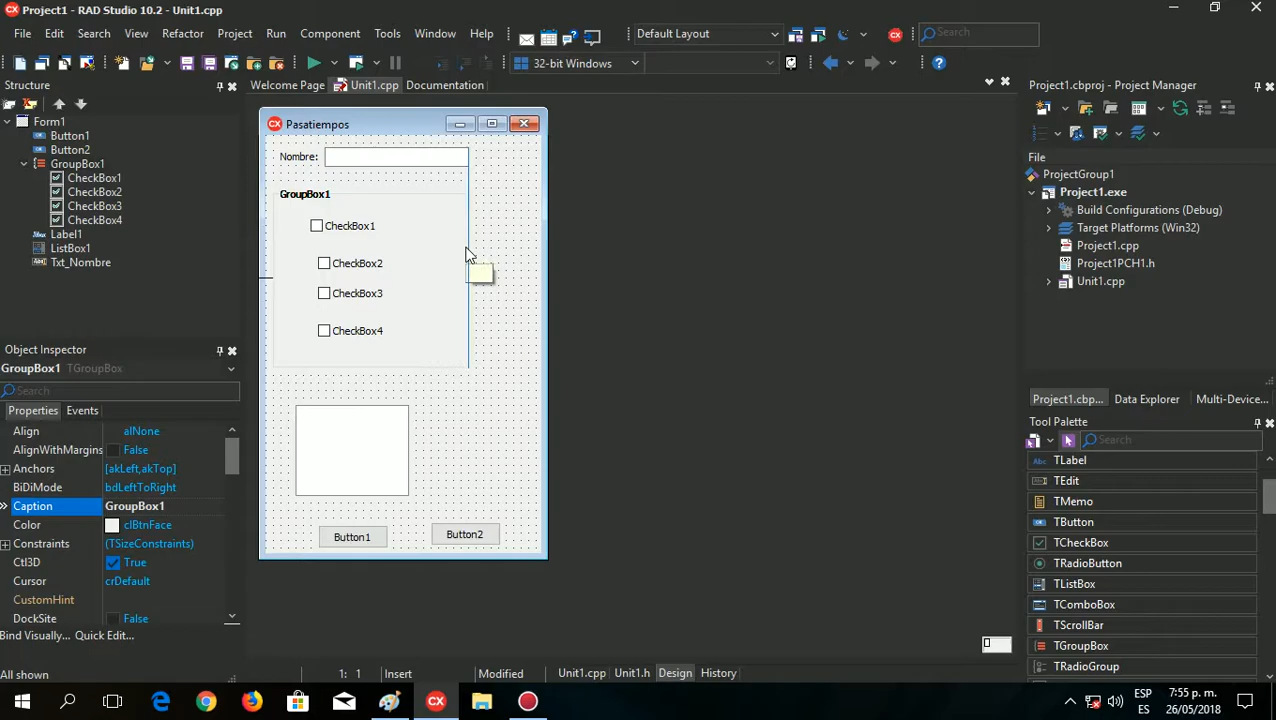 Project1 - RAD Studio 10.2 - Unit1.cpp
File Edit Search View Refactor Project Run Component Tools Window Help
Default Layout
Search
32-bit Windows
Structure
Welcome Page
Unit1.cpp
Documentation
Form1
Button1
Button2
GroupBox1
CheckBox1
CheckBox2
CheckBox3
CheckBox4
Label1
ListBox1
Txt_Nombre
Pasatiempos
Nombre:
GroupBox1
CheckBox1
CheckBox2
CheckBox3
CheckBox4
Button1
Button2
Object Inspector
GroupBox1 TGroupBox
Search
Properties Events
Align alNone
AlignWithMargins False
Anchors [akLeft,akTop]
BiDiMode bdLeftToRight
Caption GroupBox1
Color clBtnFace
Constraints (TSizeConstraints)
Ctl3D True
Cursor crDefault
CustomHint
DockSite False
Bind Visually... Quick Edit...
All shown
1: 1 Insert Modified
Unit1.cpp Unit1.h Design History
Project1.cbproj - Project Manager
File
ProjectGroup1
Project1.exe
Build Configurations (Debug)
Target Platforms (Win32)
Project1.cpp
Project1PCH1.h
Unit1.cpp
Project1.cbp... Data Explorer Multi-Device...
Tool Palette
Search
TLabel
TEdit
TMemo
TButton
TCheckBox
TRadioButton
TListBox
TComboBox
TScrollBar
TGroupBox
TRadioGroup
ESP
ES
7:55 p. m.
26/05/2018